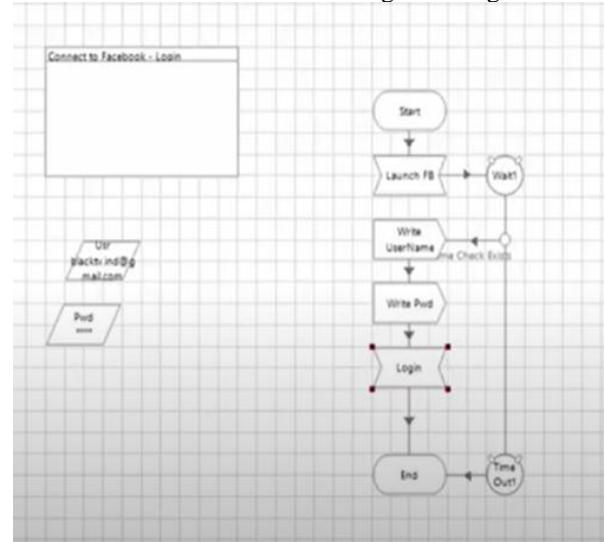 Connect to Facebook - Login
Start
Launch FB
Wait1
Write
UserName
me Check Exists
Usr
blacktv.ind@g
mail.com
Write Pwd
Pwd
Login
End
Time
Out1